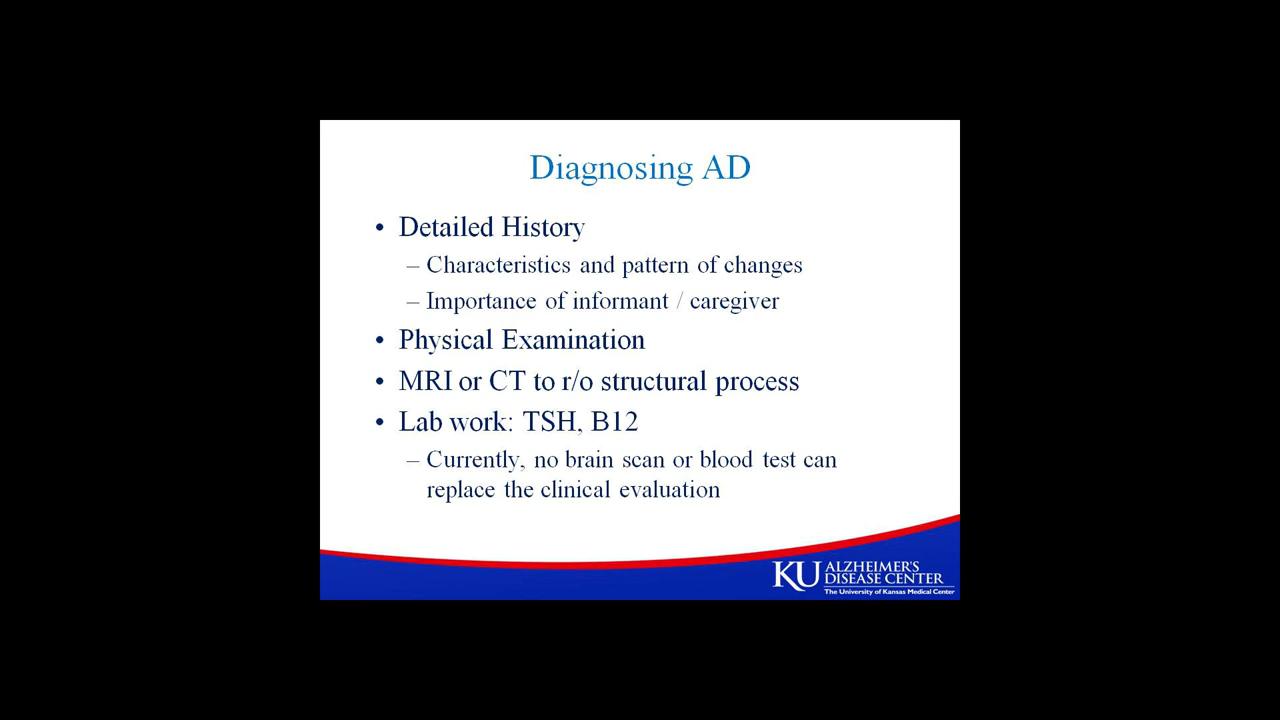 Diagnosing AD
• Detailed History
– Characteristics and pattern of changes
– Importance of informant / caregiver
• Physical Examination
• MRI or CT to r/o structural process
• Lab work: TSH, B12
– Currently, no brain scan or blood test can
replace the clinical evaluation
KU ALZHEIMER'S
DISEASE CENTER
The University of Kansas Medical Center